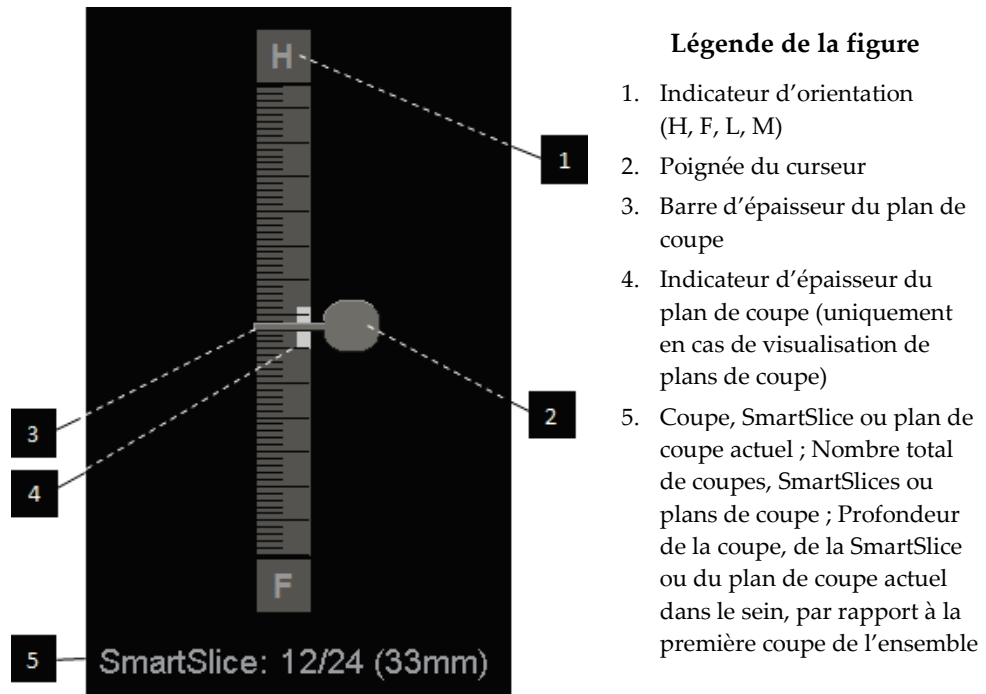 H
1
2
3
4
F
5
SmartSlice: 12/24 (33mm)
Légende de la figure
1. Indicateur d’orientation
(H, F, L, M)
2. Poignée du curseur
3. Barre d’épaisseur du plan de
coupe
4. Indicateur d’épaisseur du
plan de coupe (uniquement
en cas de visualisation de
plans de coupe)
5. Coupe, SmartSlice ou plan de
coupe actuel ; Nombre total
de coupes, SmartSlices ou
plans de coupe ; Profondeur
de la coupe, de la SmartSlice
ou du plan de coupe actuel
dans le sein, par rapport à la
première coupe de l’ensemble